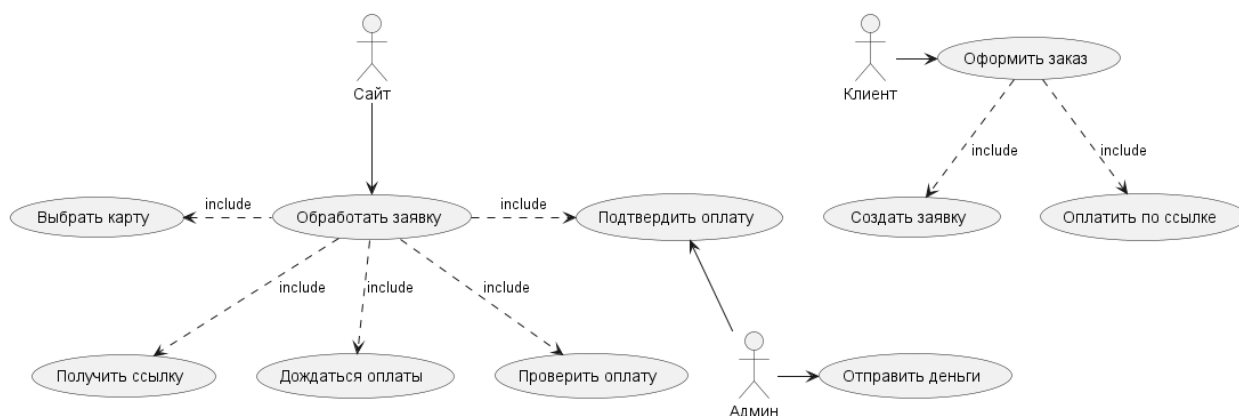 Сайт
Клиент
Оформить заказ
include
include
Выбрать карту
include
Обработать заявку
include
Подтвердить оплату
Создать заявку
Оплатить по ссылке
include
include
include
Получить ссылку
Дождаться оплаты
Проверить оплату
Админ
Отправить деньги